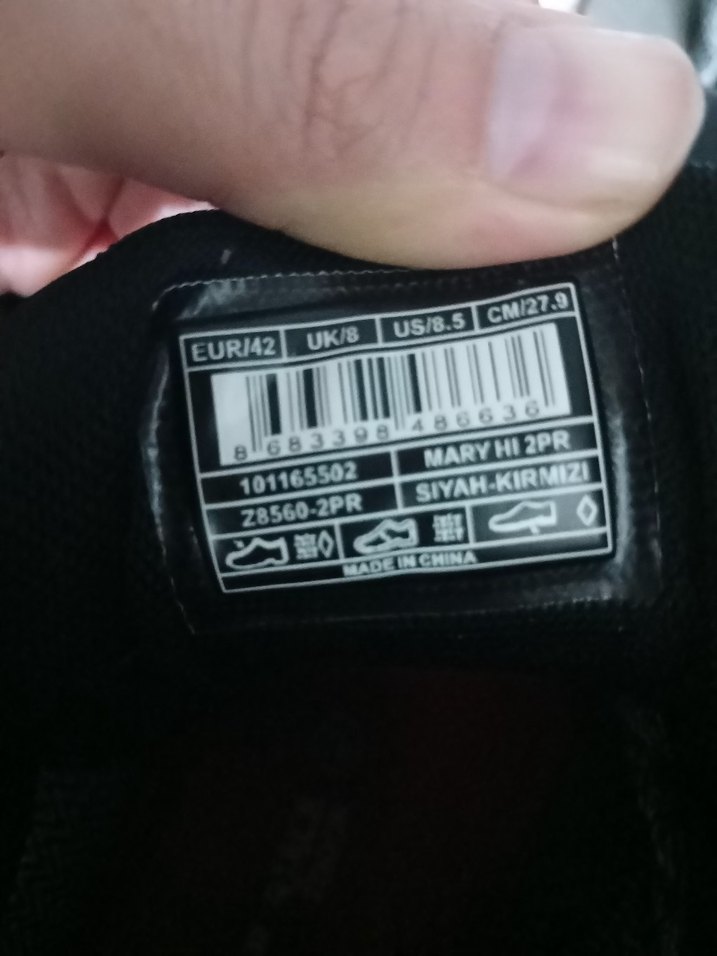 EUR/42 UK/8 US/8.5 CM/27.9
8 683398 486636
101165502 MARY HI 2PR
Z8560-2PR SIYAH-KIRMIZI
MADE IN CHINA